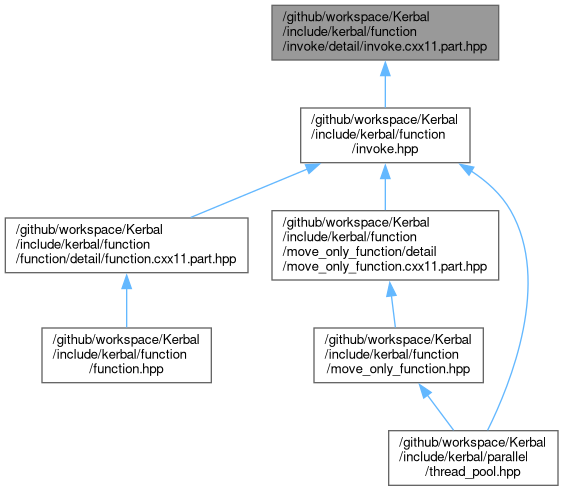 /github/workspace/Kerbal
/include/kerbal/function
/invoke/detail/invoke.cxx11.part.hpp
/github/workspace/Kerbal
/include/kerbal/function
/invoke.hpp
/github/workspace/Kerbal
/include/kerbal/function
/function/detail/function.cxx11.part.hpp
/github/workspace/Kerbal
/include/kerbal/function
/move_only_function/detail
/move_only_function.cxx11.part.hpp
/github/workspace/Kerbal
/include/kerbal/function
/function.hpp
/github/workspace/Kerbal
/include/kerbal/function
/move_only_function.hpp
/github/workspace/Kerbal
/include/kerbal/parallel
/thread_pool.hpp